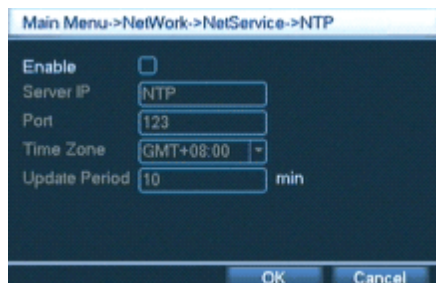 Main Menu->NetWork->NetService->NTP
Enable
Server IP NTP
Port 123
Time Zone GMT+08:00
Update Period 10 min
OK Cancel